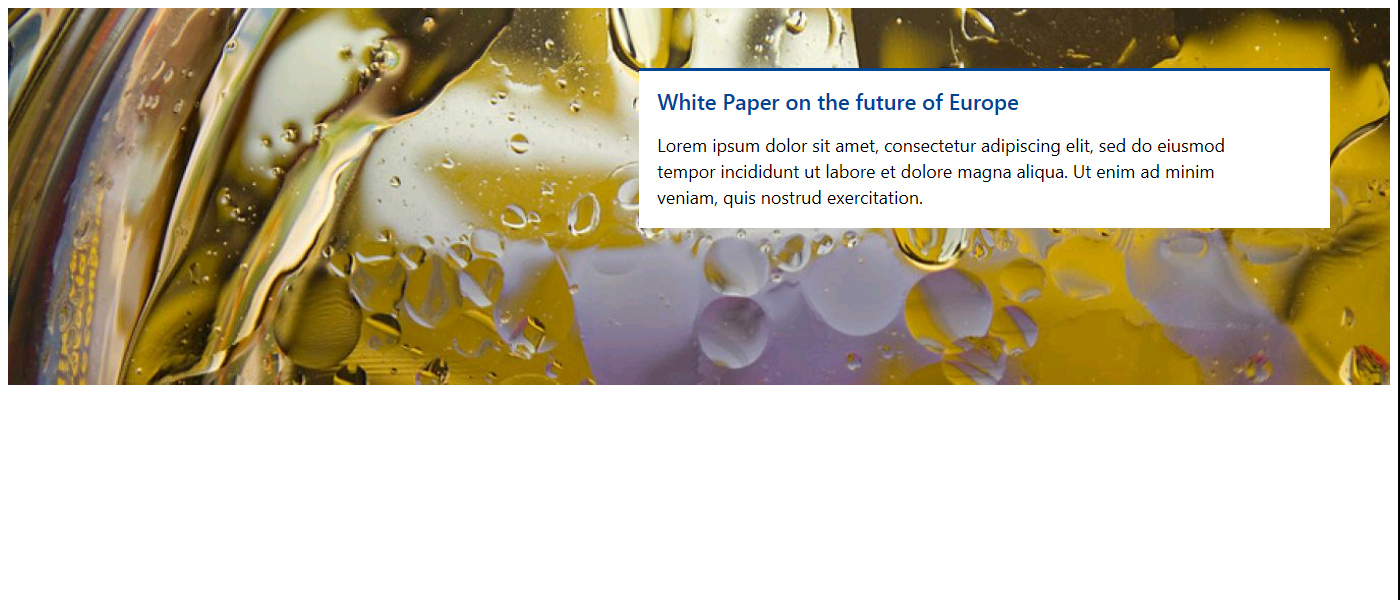 White Paper on the future of Europe
Lorem ipsum dolor sit amet, consectetur adipiscing elit, sed do eiusmod
tempor incididunt ut labore et dolore magna aliqua. Ut enim ad minim
veniam, quis nostrud exercitation.